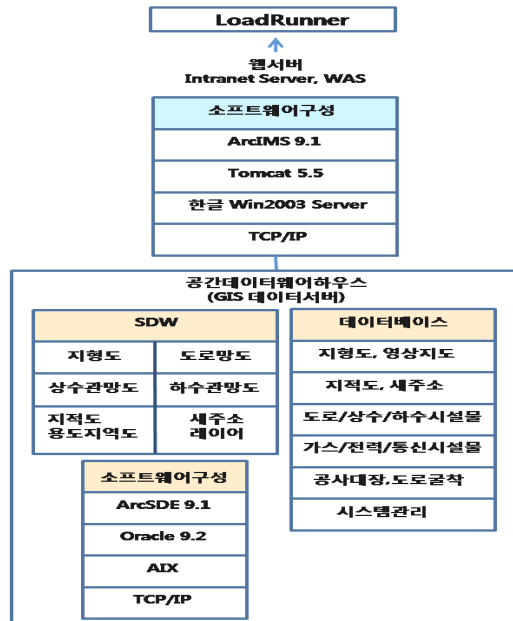 LoadRunner
웹서버
Intranet Server, WAS
소프트웨어구성
ArcIMS 9.1
Tomcat 5.5
한글 Win2003 Server
TCP/IP
공간데이터웨어하우스
(GIS 데이터서버)
SDW
지형도 도로망도
상수관망도 하수관망도
지적도 새주소
용도지역도 레이어
데이터베이스
지형도, 영상지도
지적도, 새주소
도로/상수/하수시설물
가스/전력/통신시설물
공사대장,도로굴착
시스템관리
소프트웨어구성
ArcSDE 9.1
Oracle 9.2
AIX
TCP/IP